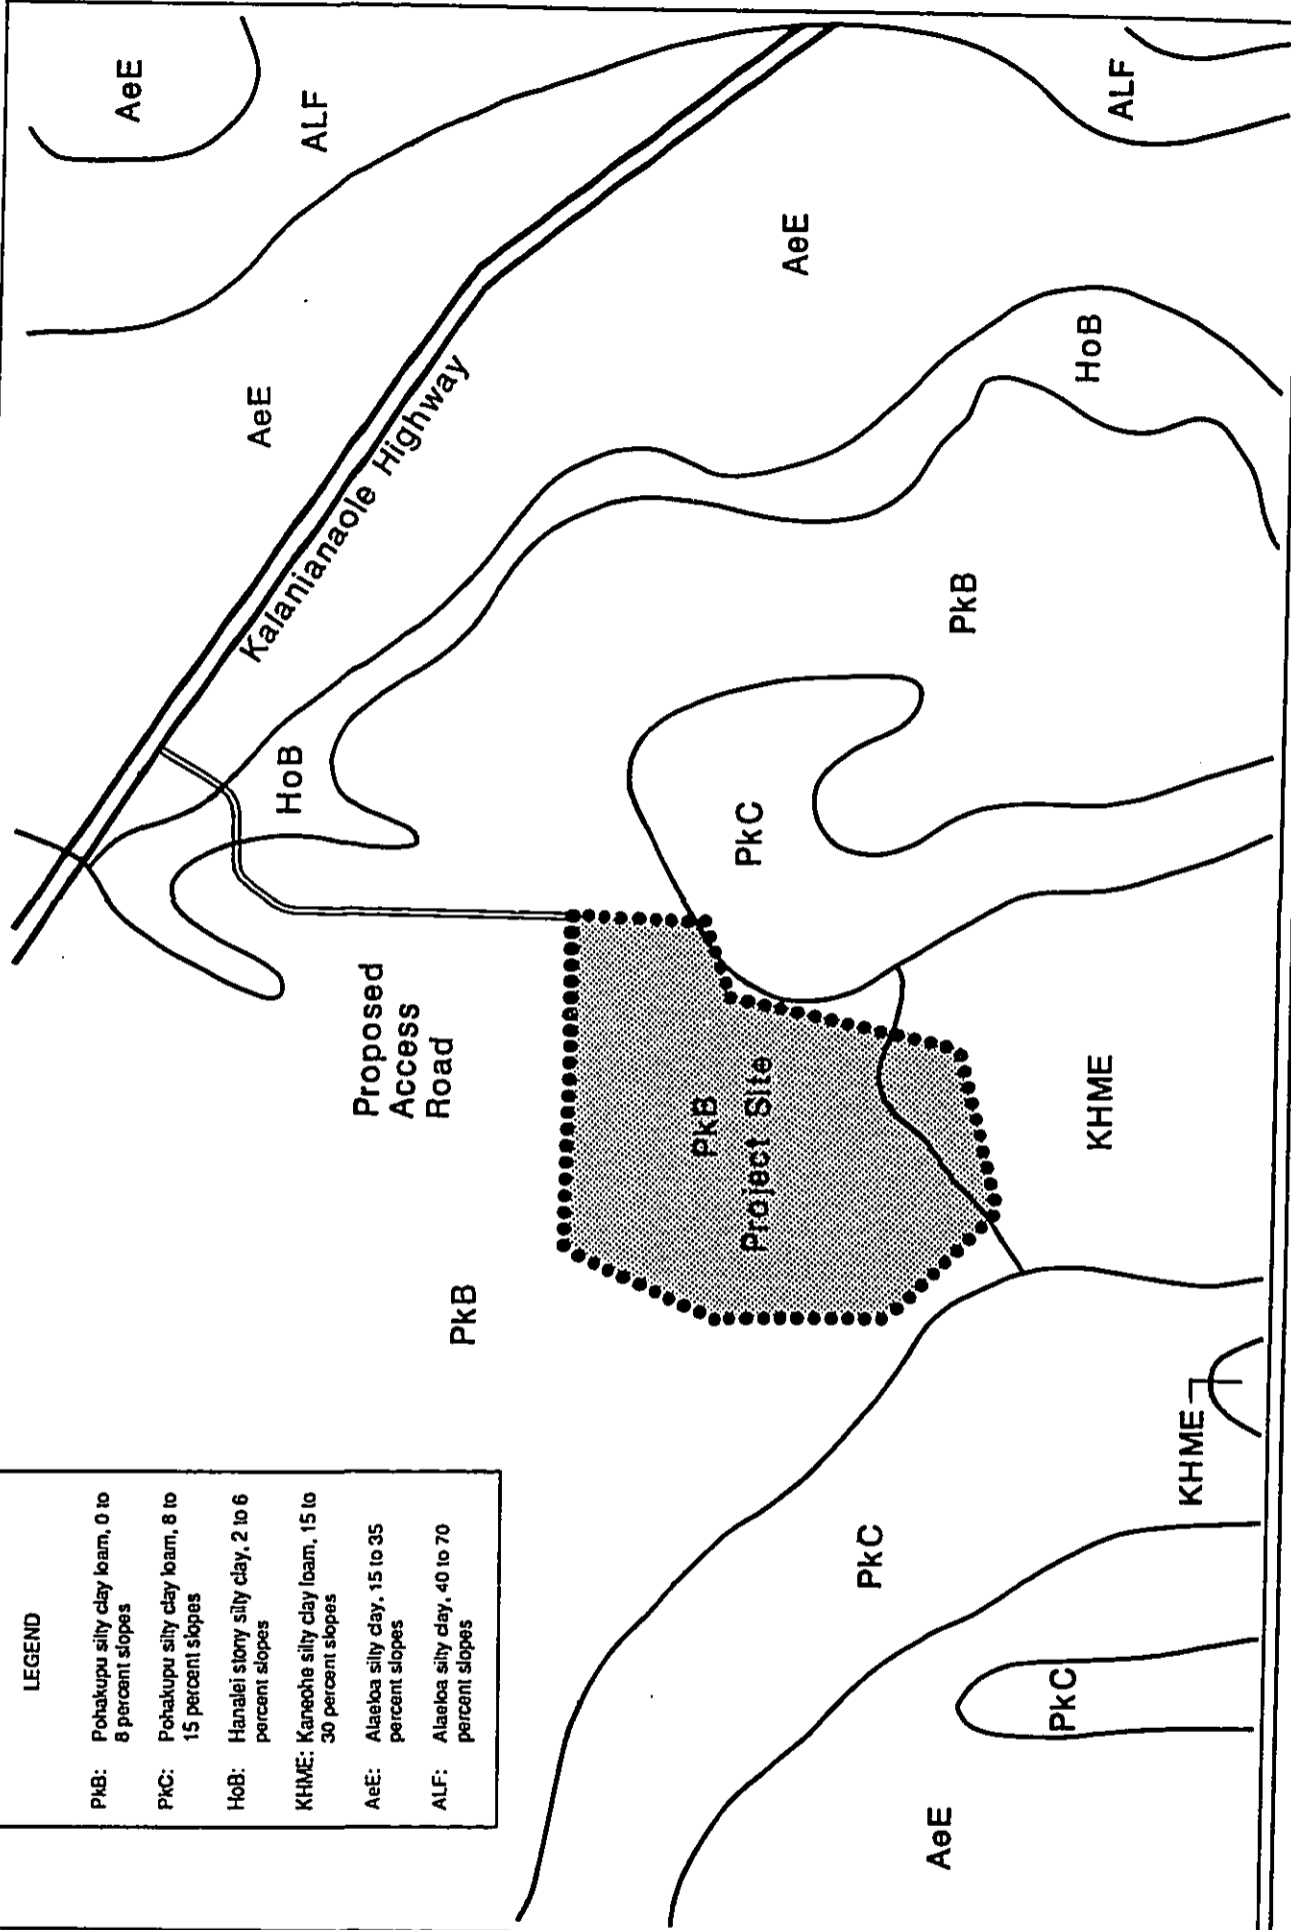 LEGEND
PkB: Pohakupu silty clay loam, 0 to
8 percent slopes
PkC: Pohakupu silty clay loam, 8 to
15 percent slopes
HoB: Hanalei stony silty clay, 2 to 6
percent slopes
KHME: Kaneohe silty clay loam, 15 to
30 percent slopes
AeE: Alaeloa silty clay, 15 to 35
percent slopes
ALF: Alaeloa silty clay, 40 to 70
percent slopes
AeE
ALF
AeE
Kalanianaole Highway
HoB
Proposed
Access
Road
PkB
AeE
ALF
HoB
PkB
PkC
PkB
Project Site
KHME
KHME
PkC
PkC
AeE